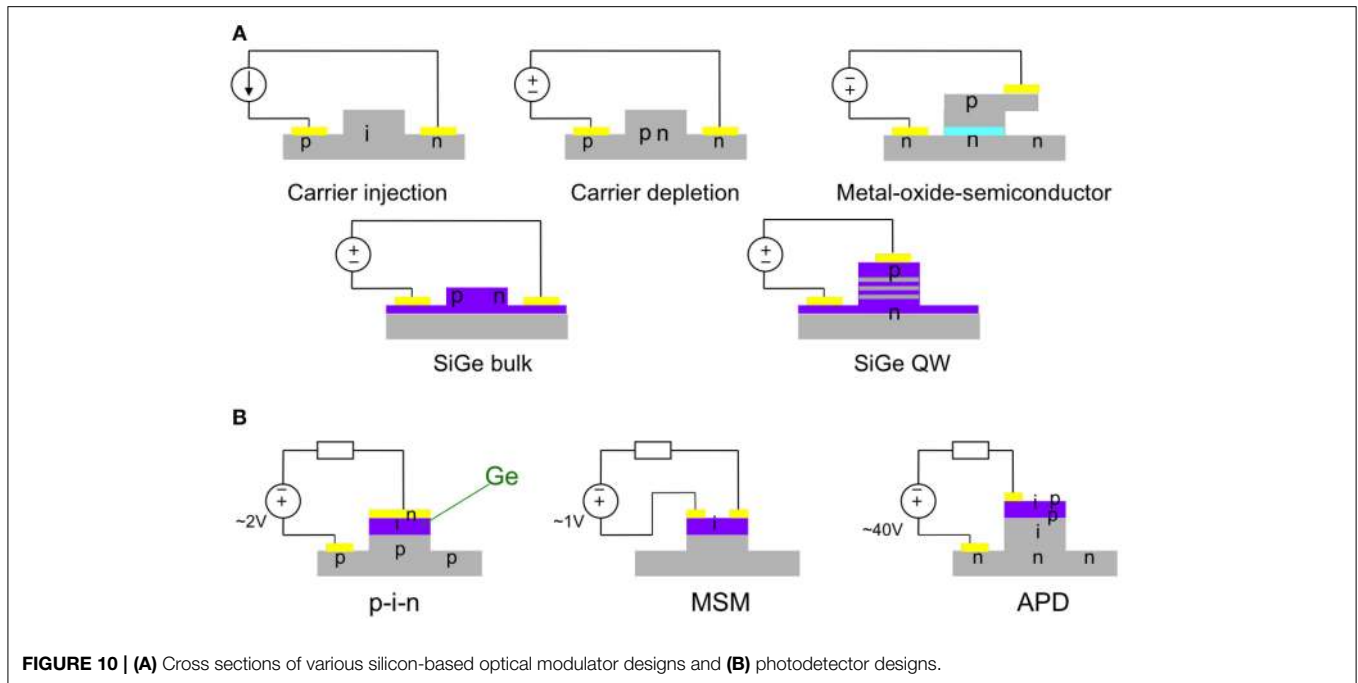 A
p
i
n
Carrier injection
p
p n
n
Carrier depletion
p
n
n
n
Metal-oxide-semiconductor
p n
SiGe bulk
p
n
SiGe QW
B
~2V
Ge
n
i
p
p
p
p-i-n
~1V
i
MSM
~40V
i p
p
i
n
n
n
APD
FIGURE 10 | (A) Cross sections of various silicon-based optical modulator designs and (B) photodetector designs.